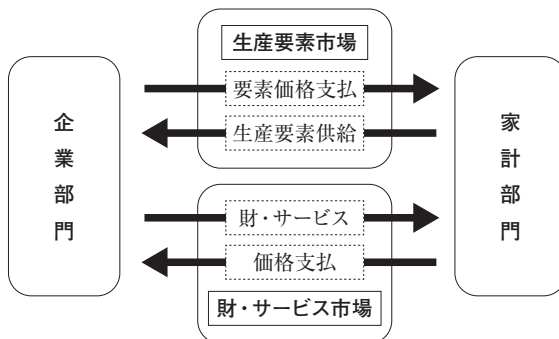 生産要素市場
要素価格支払
生産要素供給
企業部門
家計部門
財・サービス
価格支払
財・サービス市場